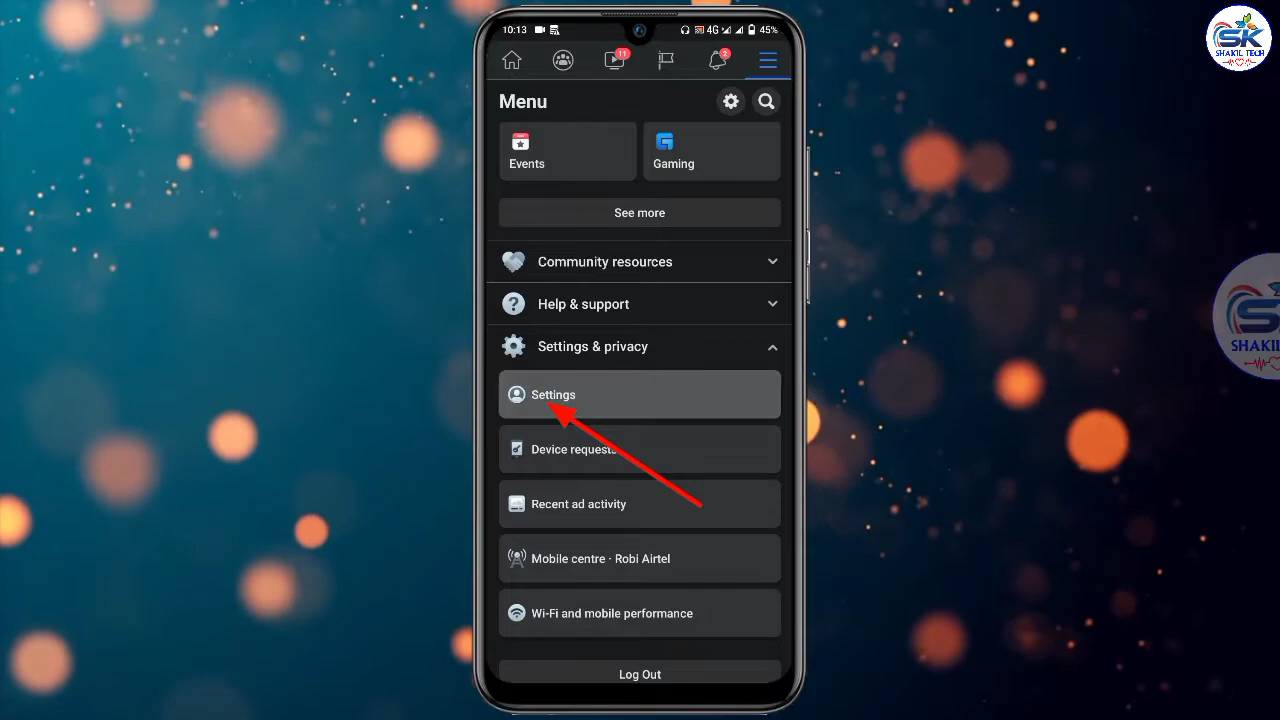 10:13
4G
45%
11
2
Menu
Events
Gaming
See more
Community resources
Help & support
Settings & privacy
Settings
Device requests
Recent ad activity
Mobile centre · Robi Airtel
Wi-Fi and mobile performance
Log Out
SK
SHAKIL TECH
S
SHAKIL